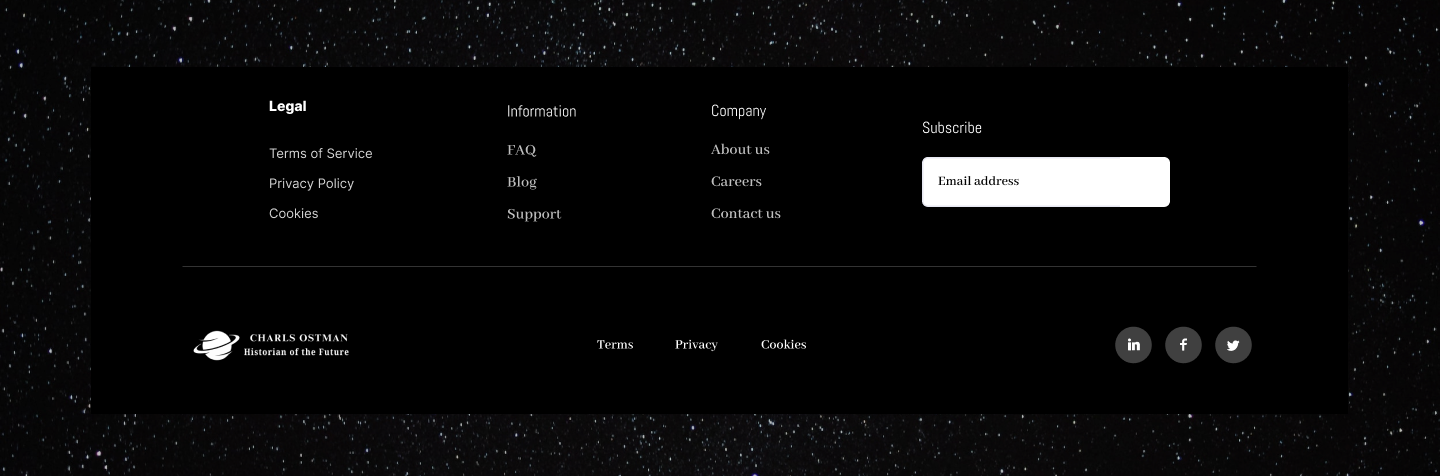 Legal
Terms of Service
Privacy Policy
Cookies
Information
FAQ
Blog
Support
Company
About us
Careers
Contact us
Subscribe
Email address
CHARLS OSTMAN
Historian of the Future
Terms
Privacy
Cookies